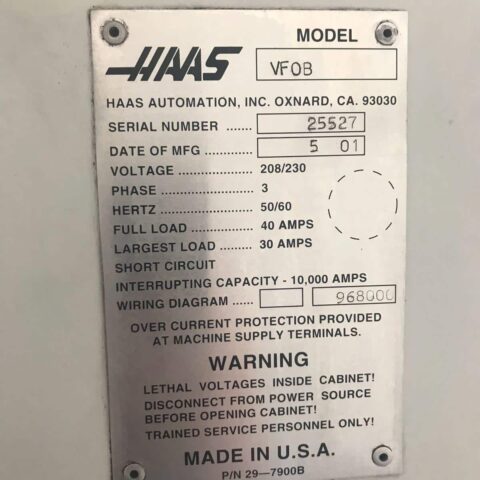 MODEL
HAAS VF0B
HAAS AUTOMATION, INC. OXNARD, CA. 93030
SERIAL NUMBER ....... 25527
DATE OF MFG ............. 5 01
VOLTAGE .................... 208/230
PHASE ......................... 3
HERTZ ......................... 50/60
FULL LOAD ................. 40 AMPS
LARGEST LOAD ......... 30 AMPS
SHORT CIRCUIT
INTERRUPTING CAPACITY - 10,000 AMPS
WIRING DIAGRAM ...... 968000
OVER CURRENT PROTECTION PROVIDED
AT MACHINE SUPPLY TERMINALS.
WARNING
LETHAL VOLTAGES INSIDE CABINET!
DISCONNECT FROM POWER SOURCE
BEFORE OPENING CABINET!
TRAINED SERVICE PERSONNEL ONLY!
MADE IN U.S.A.
P/N 29—7900B